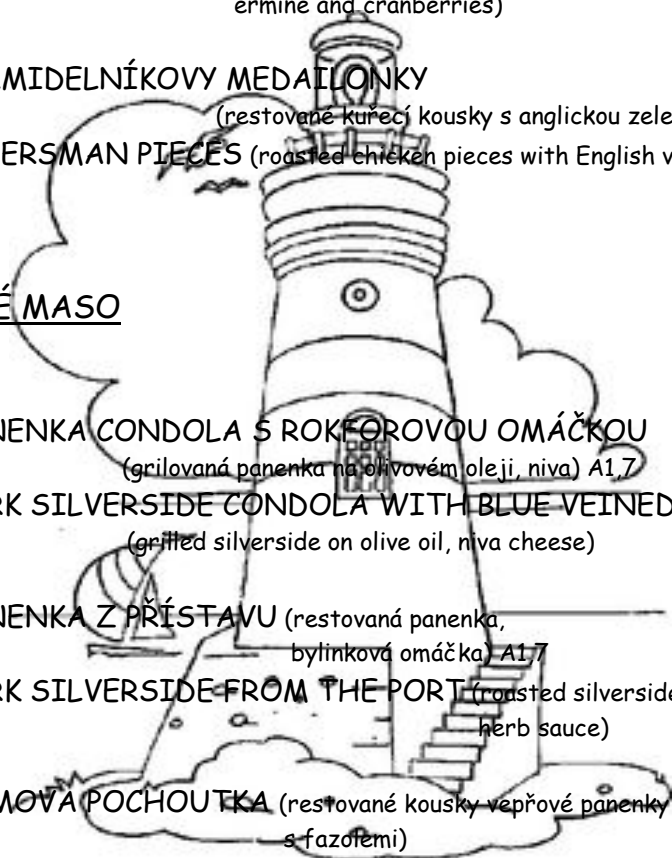 ermine and cranberries)
MIDELNÍKOVY MEDAILONKY
(restované kuřecí kousky s anglickou zele
ERSMAN PIECES (roasted chicken pieces with English v
É MASO
NENKA CONDOLA S ROKFOROVOU OMÁČKOU
(grilovaná panenka na olivovém oleji, niva) A1,7
RK SILVERSIDE CONDOLA WITH BLUE VEINED
(grilled silverside on olive oil, niva cheese)
NENKA Z PŘÍSTAVU (restovaná panenka,
bylinková omáčka) A1,7
RK SILVERSIDE FROM THE PORT (roasted silverside
herb sauce)
MOVA POCHOUTKA (restované kousky vepřové panenky
s fazolemi)